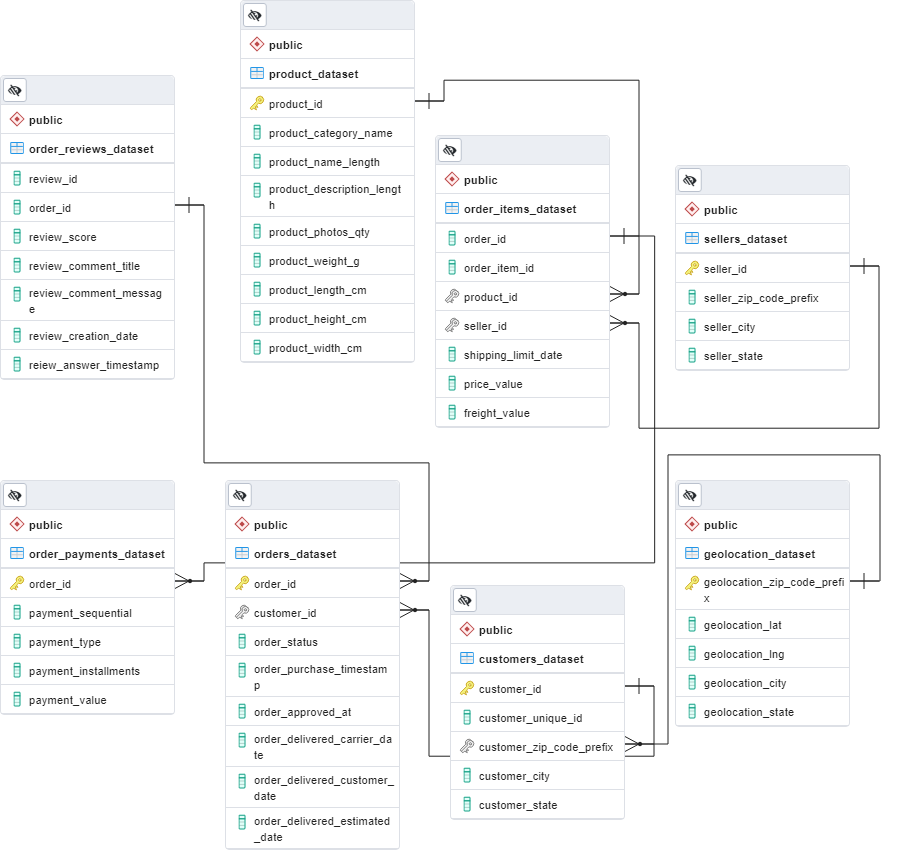 public
product_dataset
product_id
product_category_name
product_name_length
product_description_lengt
h
product_photos_qty
product_weight_g
product_length_cm
product_height_cm
product_width_cm
public
order_reviews_dataset
review_id
order_id
review_score
review_comment_title
review_comment_messag
e
review_creation_date
reiew_answer_timestamp
public
order_items_dataset
order_id
order_item_id
product_id
seller_id
shipping_limit_date
price_value
freight_value
public
sellers_dataset
seller_id
seller_zip_code_prefix
seller_city
seller_state
public
order_payments_dataset
order_id
payment_sequential
payment_type
payment_installments
payment_value
public
orders_dataset
order_id
customer_id
order_status
order_purchase_timestam
p
order_approved_at
order_delivered_carrier_da
te
order_delivered_customer_
date
order_delivered_estimated
_date
public
customers_dataset
customer_id
customer_unique_id
customer_zip_code_prefix
customer_city
customer_state
public
geolocation_dataset
geolocation_zip_code_prefi
x
geolocation_lat
geolocation_lng
geolocation_city
geolocation_state